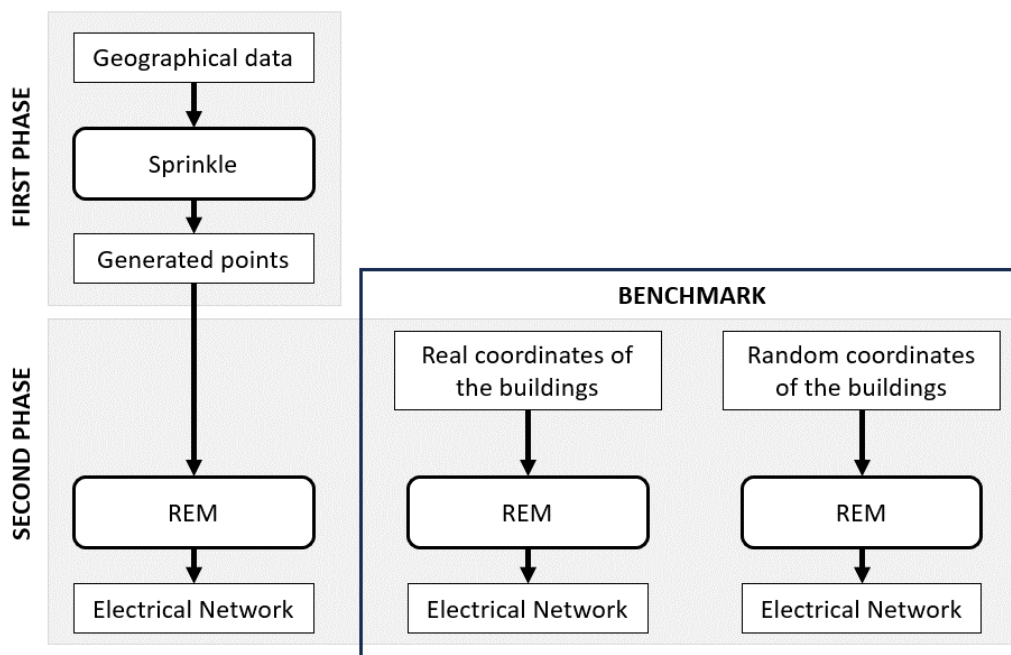 FIRST PHASE
Geographical data
Sprinkle
Generated points
BENCHMARK
SECOND PHASE
Real coordinates of
the buildings
Random coordinates
of the buildings
REM
REM
REM
Electrical Network
Electrical Network
Electrical Network